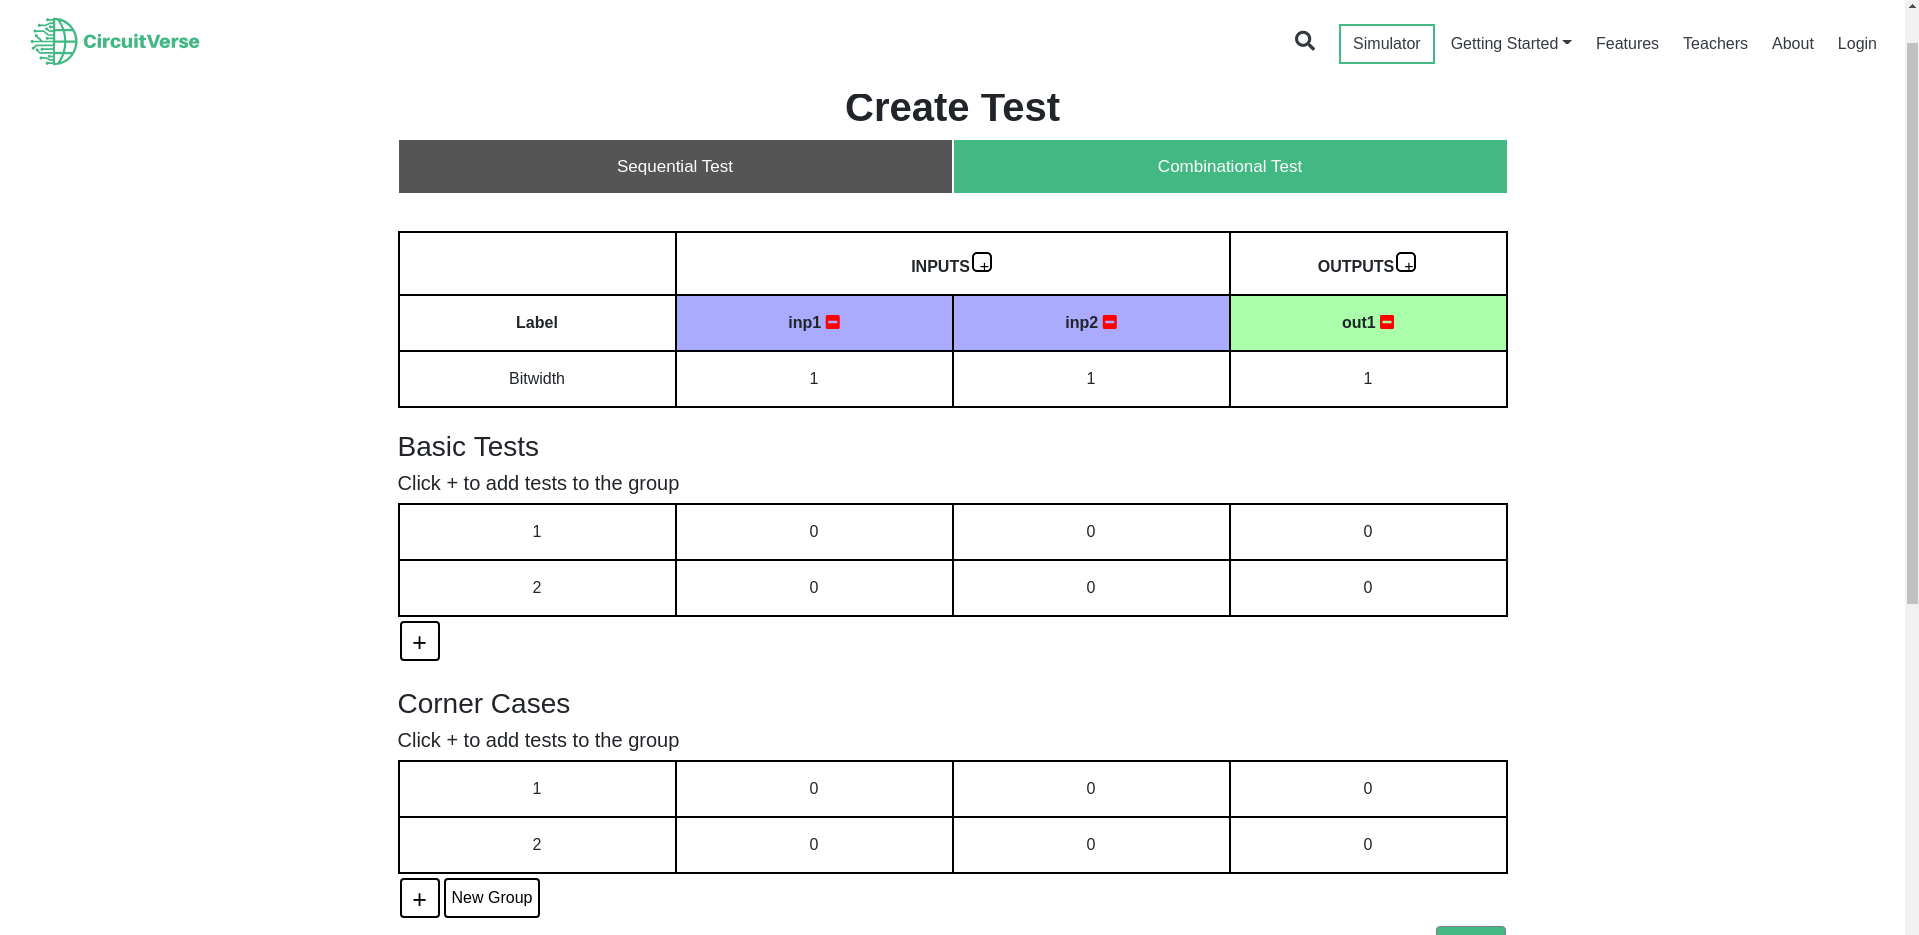 CircuitVerse
Simulator Getting Started Features Teachers About Login
Create Test
Sequential Test Combinational Test
INPUTS + OUTPUTS +
Label inp1 inp2 out1
Bitwidth 1 1 1
Basic Tests
Click + to add tests to the group
1 0 0 0
2 0 0 0
+
Corner Cases
Click + to add tests to the group
1 0 0 0
2 0 0 0
+ New Group